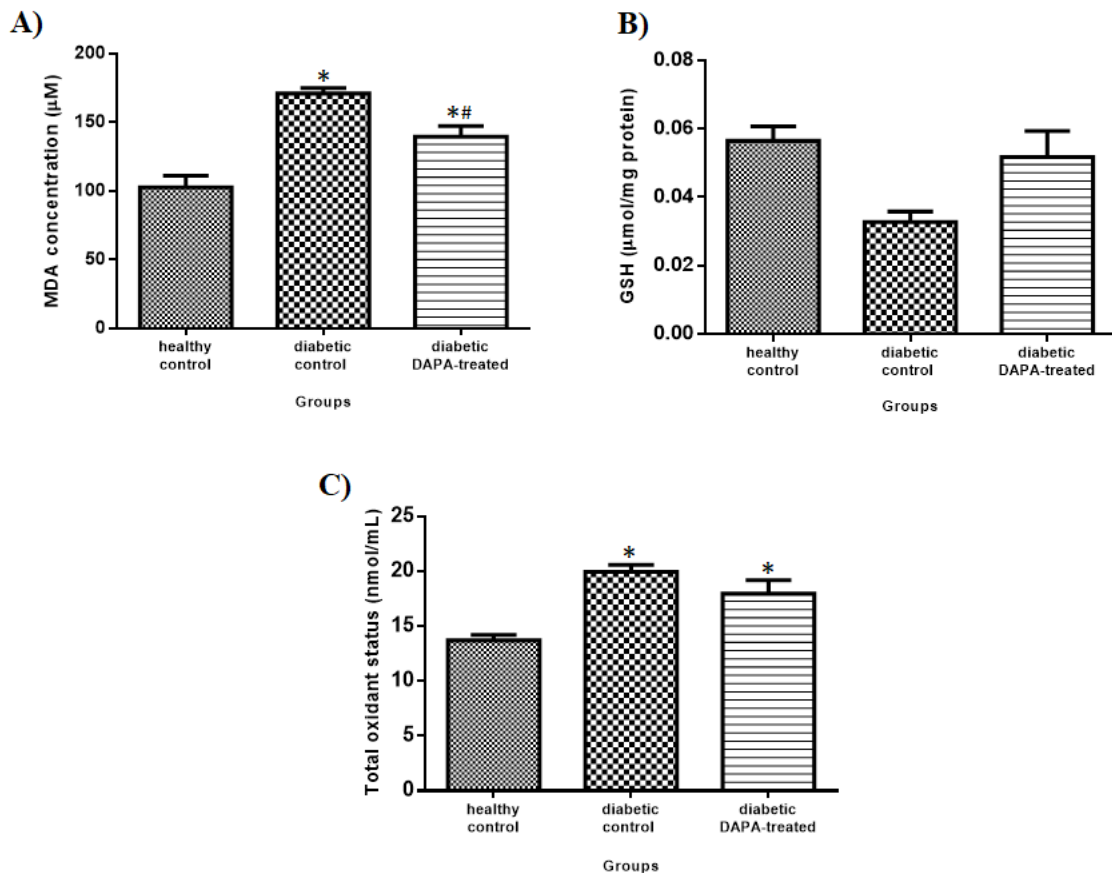 A)
MDA concentration (µM)
200
150
100
50
0
*
*#
healthy control
diabetic control
diabetic DAPA-treated
Groups
B)
GSH (µmol/mg protein)
0.08
0.06
0.04
0.02
0.00
healthy control
diabetic control
diabetic DAPA-treated
Groups
C)
Total oxidant status (nmol/mL)
25
20
15
10
5
0
*
*
healthy control
diabetic control
diabetic DAPA-treated
Groups